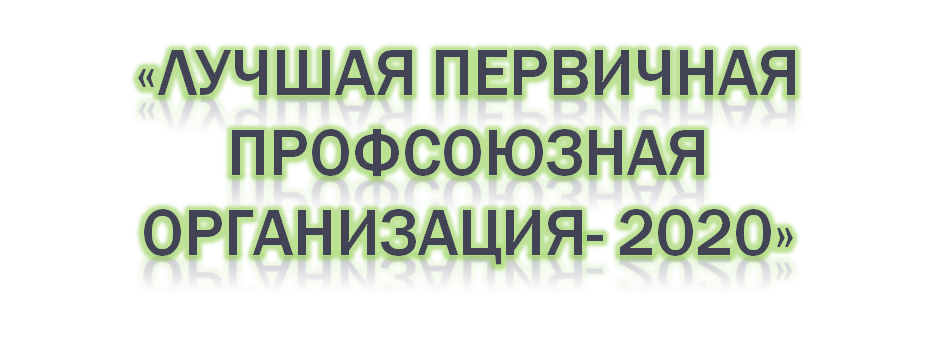 «ЛУЧШАЯ ПЕРВИЧНАЯ
ПРОФСОЮЗНАЯ
ОРГАНИЗАЦИЯ- 2020»